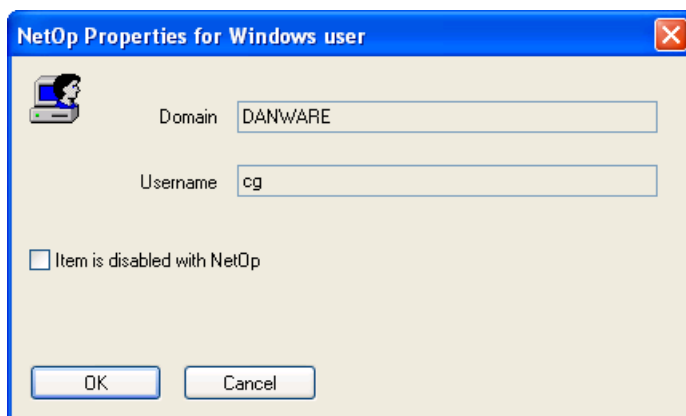 NetOp Properties for Windows user
Domain DANWARE
Username cg
Item is disabled with NetOp
OK Cancel